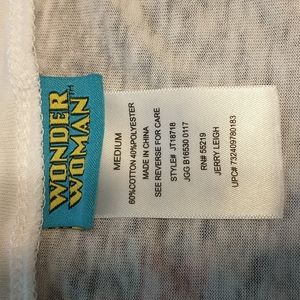 WONDER
WOMAN™
MEDIUM
60%COTTON 40%POLYESTER
MADE IN CHINA
SEE REVERSE FOR CARE
STYLE# JT18718
JGG B16530 0117
RN# 55219
JERRY LEIGH
UPC# 732409780183